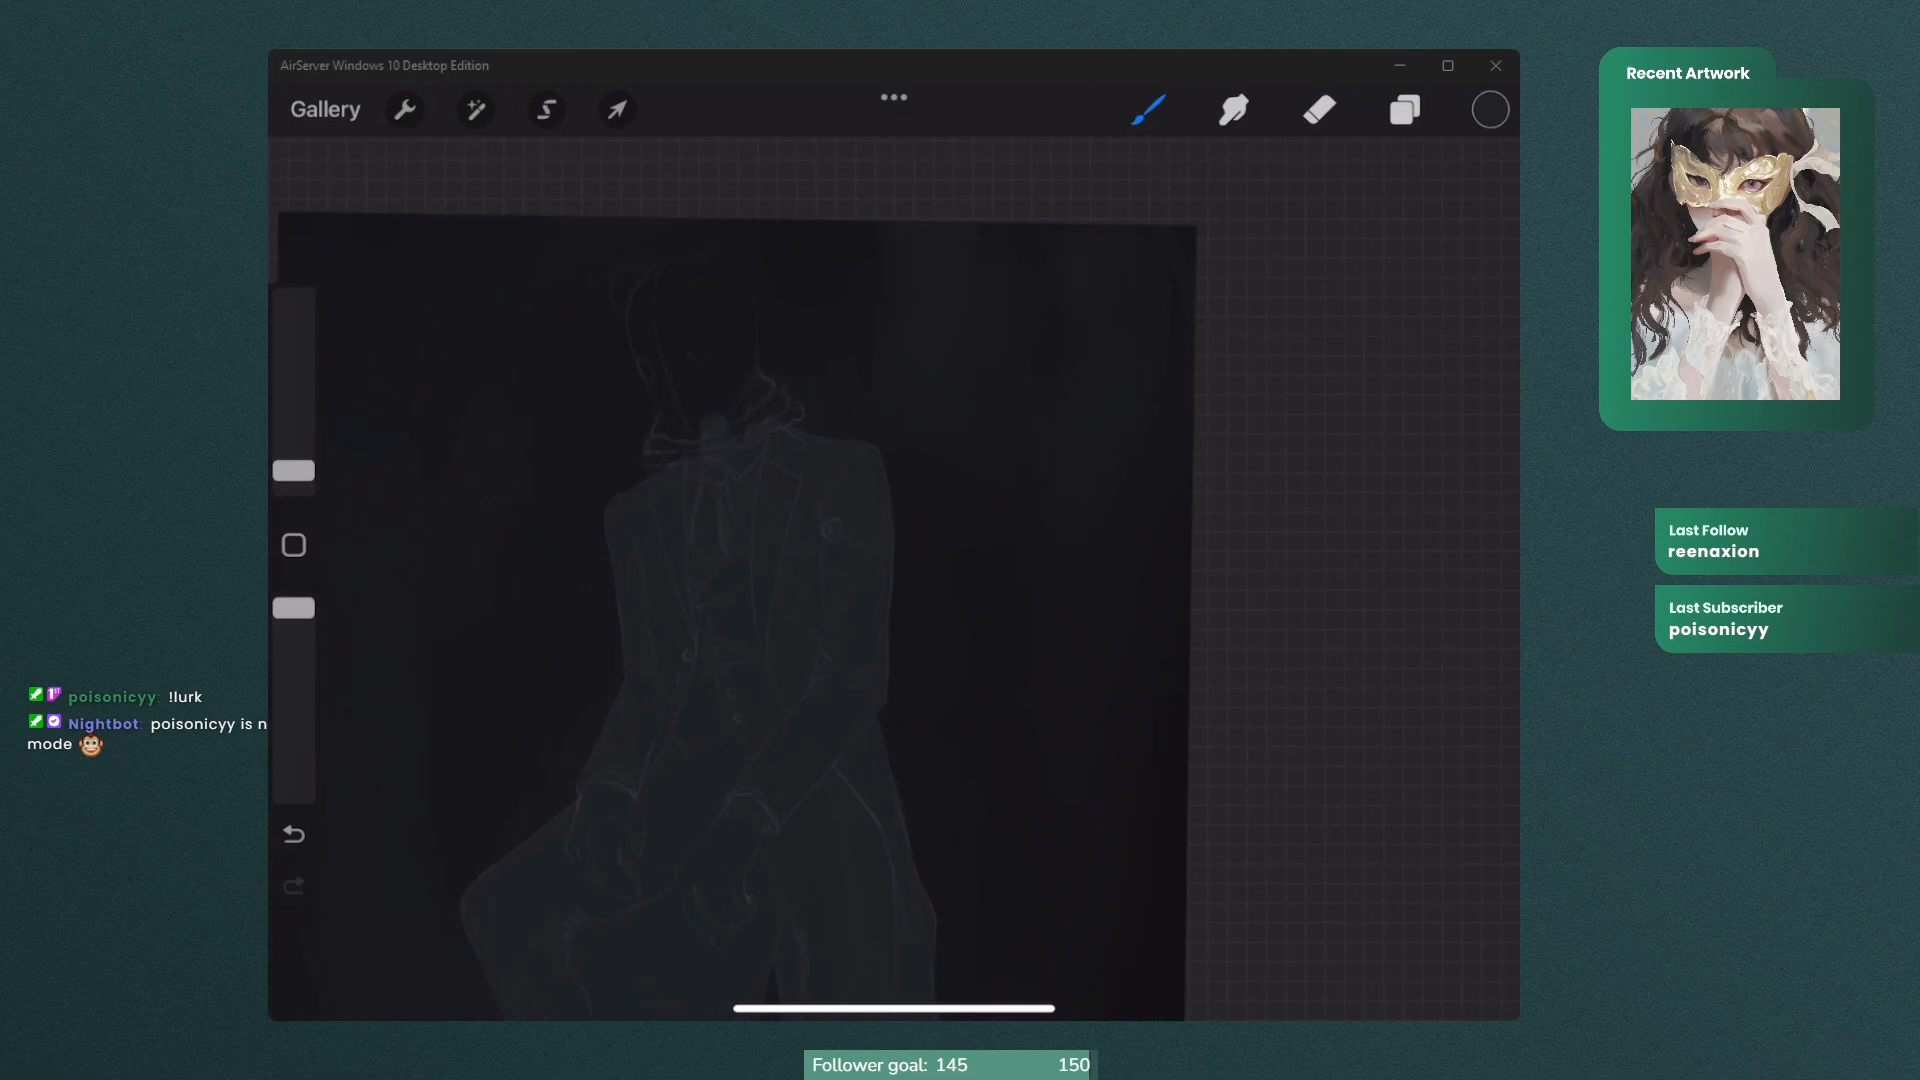 AirServer Windows 10 Desktop Edition
Gallery
Recent Artwork
Last Follow
reenaxion
Last Subscriber
poisonicyy
poisonicyy: !lurk
Nightbot: poisonicyy is n
mode
Follower goal: 145 150